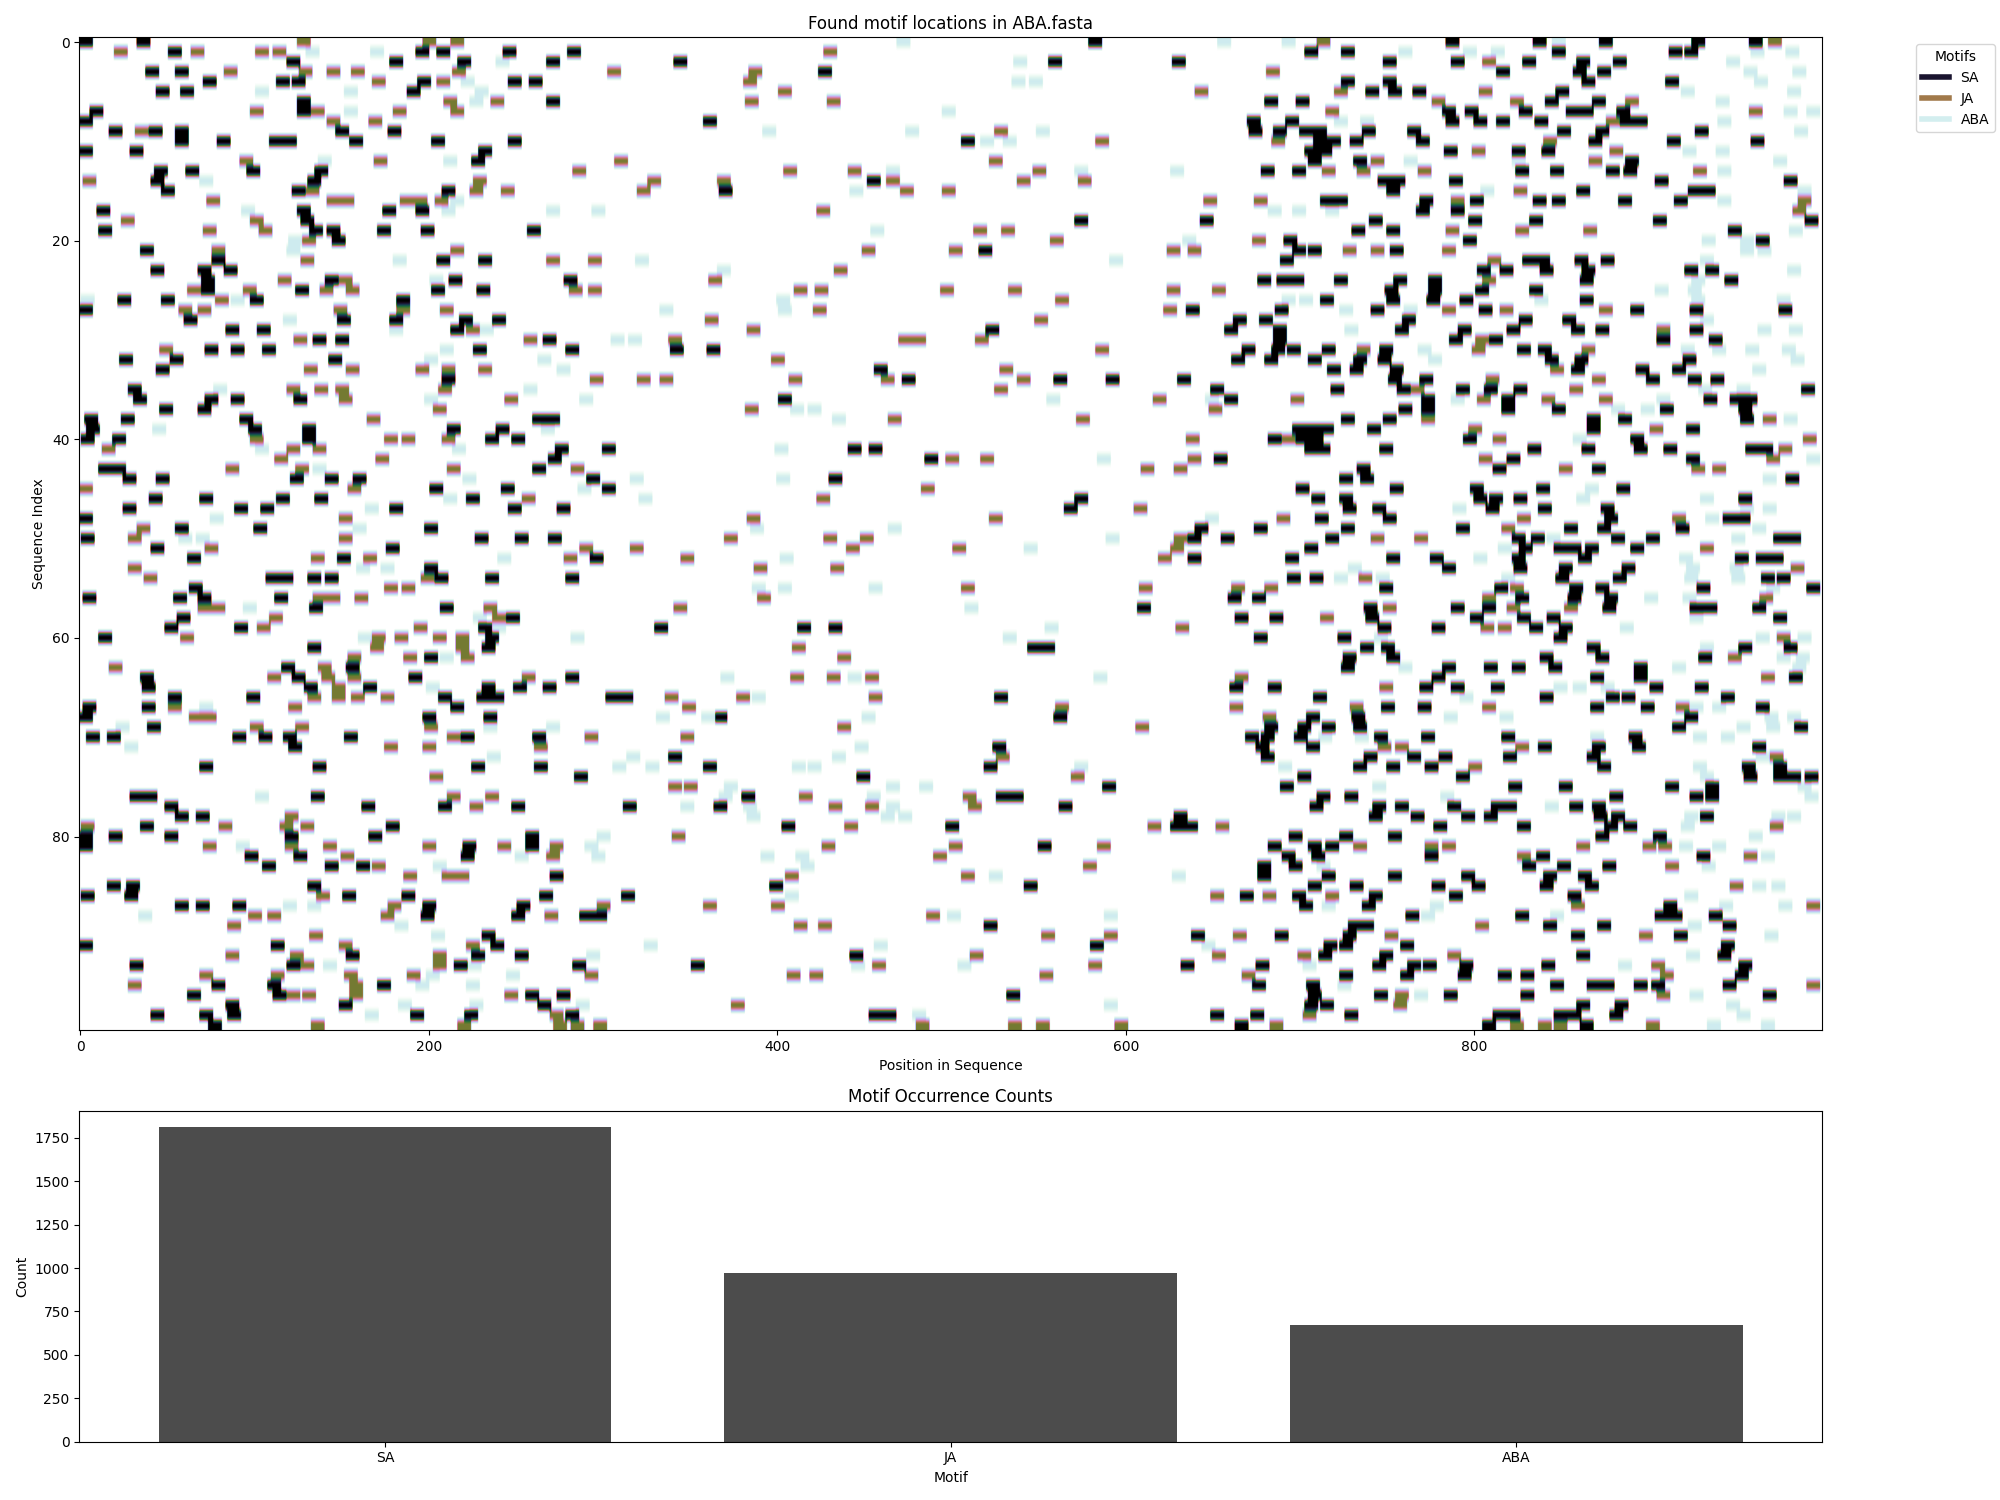 Found motif locations in ABA.fasta
0
20
40
60
80
Sequence Index
0 200 400 600 800
Position in Sequence
Motifs
SA
JA
ABA
Motif Occurrence Counts
1750
1500
1250
1000
750
500
250
0
Count
SA JA ABA
Motif